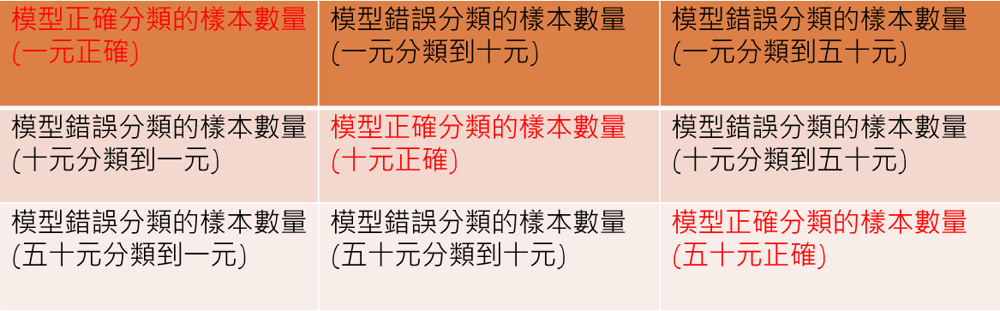 模型正確分類的樣本數量
(一元正確)
模型錯誤分類的樣本數量
(一元分類到十元)
模型錯誤分類的樣本數量
(一元分類到五十元)
模型錯誤分類的樣本數量
(十元分類到一元)
模型正確分類的樣本數量
(十元正確)
模型錯誤分類的樣本數量
(十元分類到五十元)
模型錯誤分類的樣本數量
(五十元分類到一元)
模型錯誤分類的樣本數量
(五十元分類到十元)
模型正確分類的樣本數量
(五十元正確)